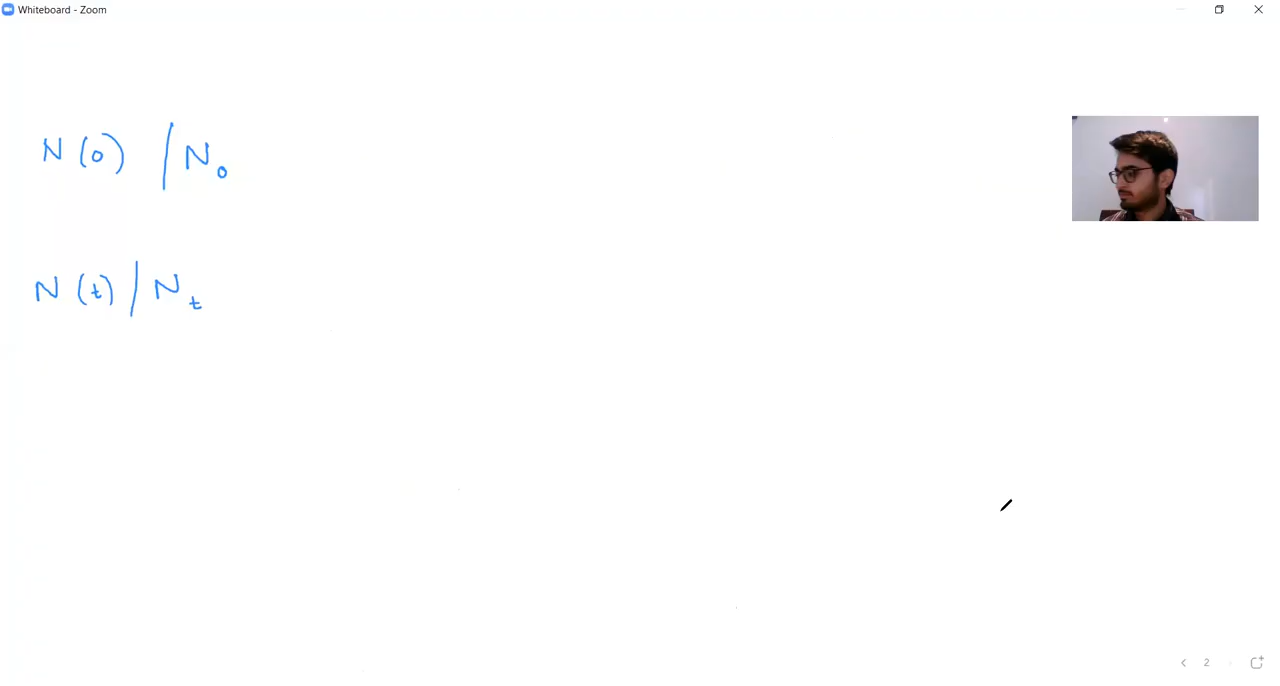 Whiteboard - Zoom
N (0) | N₀
N (t) | Nₜ
2